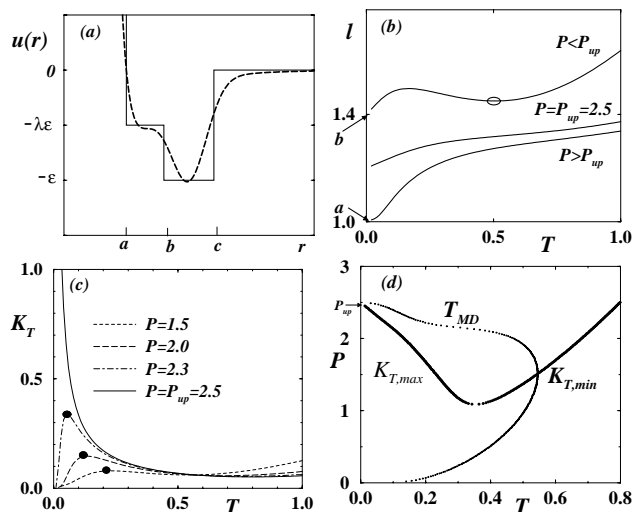 (a)
u(r)
0
−λε
−ε
a b c r
(b)
l
P<P_up
1.4
P=P_up=2.5
b
P>P_up
a
1.0
0.0 0.5 1.0
T
(c)
1.0
K_T
P=1.5
P=2.0
0.5
P=2.3
P=P_up=2.5
0.0
0.0 0.5 1.0
T
(d)
3
P_up
T_MD
2
P
K_T,max
K_T,min
1
0
0 0.2 0.4 0.6 0.8
T